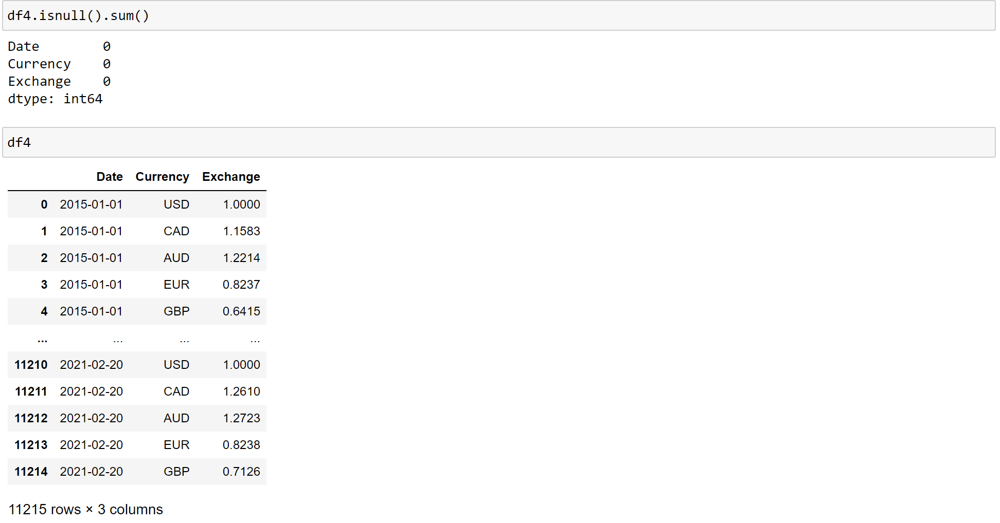 df4.isnull().sum()
Date 0
Currency 0
Exchange 0
dtype: int64
df4
Date Currency Exchange
0 2015-01-01 USD 1.0000
1 2015-01-01 CAD 1.1583
2 2015-01-01 AUD 1.2214
3 2015-01-01 EUR 0.8237
4 2015-01-01 GBP 0.6415
... ... ... ...
11210 2021-02-20 USD 1.0000
11211 2021-02-20 CAD 1.2610
11212 2021-02-20 AUD 1.2723
11213 2021-02-20 EUR 0.8238
11214 2021-02-20 GBP 0.7126
11215 rows × 3 columns